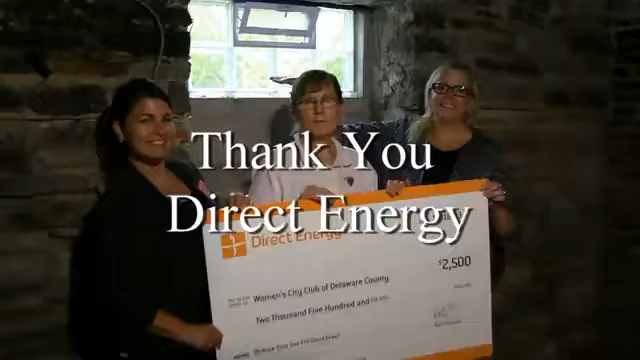 Thank You
Direct Energy
Direct Energy
$2,500
Women's City Club of Delaware County
Two Thousand Five Hundred and